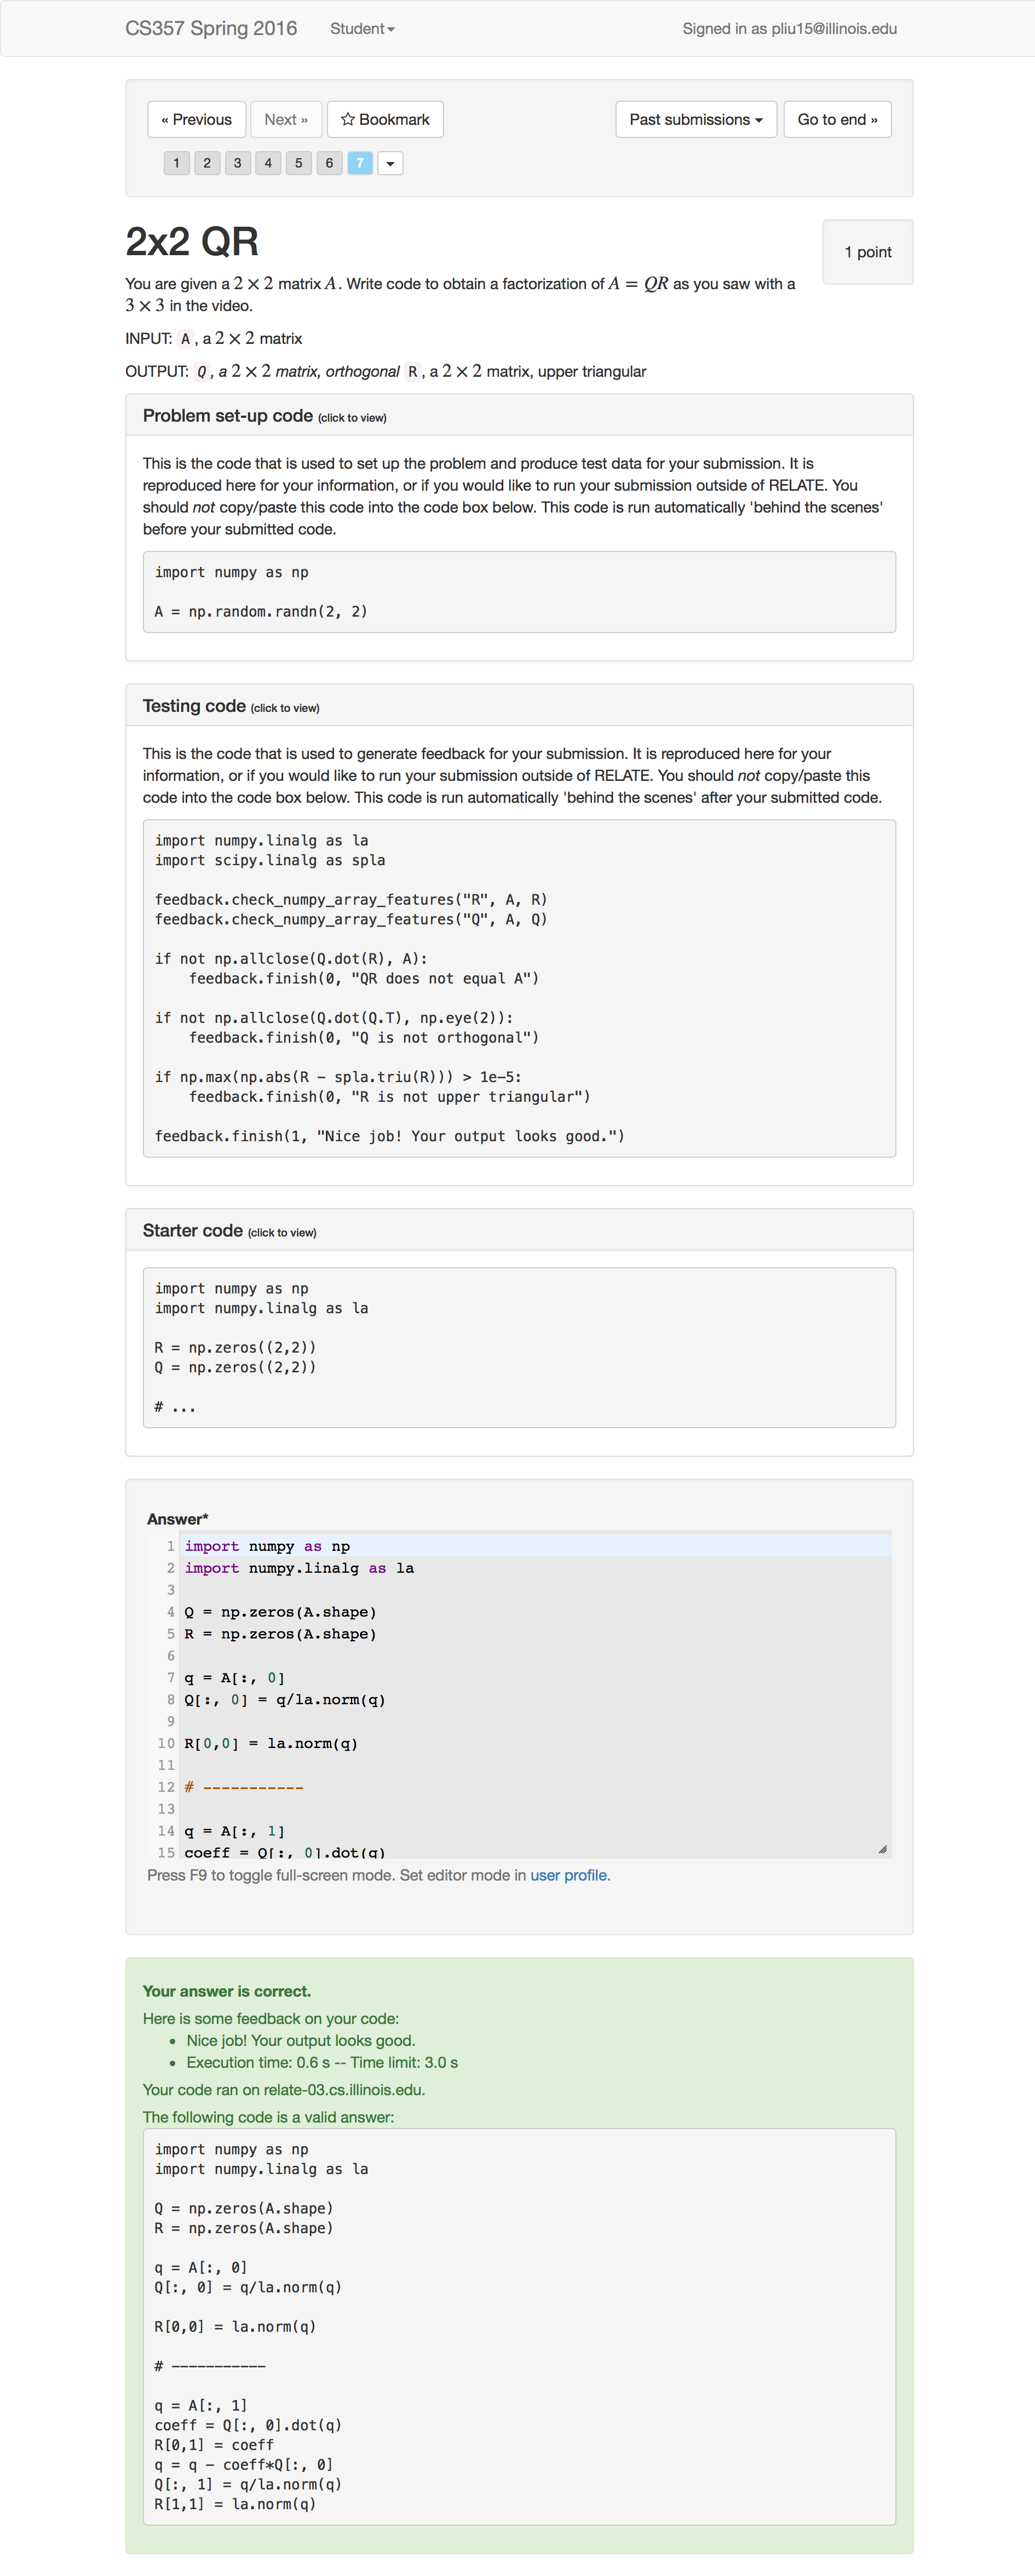 CS357 Spring 2016 Student Signed in as pliu15@illinois.edu
« Previous Next » Bookmark Past submissions Go to end »
1 2 3 4 5 6 7
2x2 QR
1 point
You are given a 2 × 2 matrix A. Write code to obtain a factorization of A = QR as you saw with a
3 × 3 in the video.
INPUT: A, a 2 × 2 matrix
OUTPUT: Q, a 2 × 2 matrix, orthogonal R, a 2 × 2 matrix, upper triangular
Problem set-up code (click to view)
This is the code that is used to set up the problem and produce test data for your submission. It is
reproduced here for your information, or if you would like to run your submission outside of RELATE. You
should not copy/paste this code into the code box below. This code is run automatically 'behind the scenes'
before your submitted code.
import numpy as np
A = np.random.randn(2, 2)
Testing code (click to view)
This is the code that is used to generate feedback for your submission. It is reproduced here for your
information, or if you would like to run your submission outside of RELATE. You should not copy/paste this
code into the code box below. This code is run automatically 'behind the scenes' after your submitted code.
import numpy.linalg as la
import scipy.linalg as spla
feedback.check_numpy_array_features("R", A, R)
feedback.check_numpy_array_features("Q", A, Q)
if not np.allclose(Q.dot(R), A):
    feedback.finish(0, "QR does not equal A")
if not np.allclose(Q.dot(Q.T), np.eye(2)):
    feedback.finish(0, "Q is not orthogonal")
if np.max(np.abs(R - spla.triu(R))) > 1e-5:
    feedback.finish(0, "R is not upper triangular")
feedback.finish(1, "Nice job! Your output looks good.")
Starter code (click to view)
import numpy as np
import numpy.linalg as la
R = np.zeros((2,2))
Q = np.zeros((2,2))
# ...
Answer*
1 import numpy as np
2 import numpy.linalg as la
3
4 Q = np.zeros(A.shape)
5 R = np.zeros(A.shape)
6
7 q = A[:, 0]
8 Q[:, 0] = q/la.norm(q)
9
10 R[0,0] = la.norm(q)
11
12 # -----------
13
14 q = A[:, 1]
15 coeff = Q[:, 0].dot(q)
Press F9 to toggle full-screen mode. Set editor mode in user profile.
Your answer is correct.
Here is some feedback on your code:
• Nice job! Your output looks good.
• Execution time: 0.6 s -- Time limit: 3.0 s
Your code ran on relate-03.cs.illinois.edu.
The following code is a valid answer:
import numpy as np
import numpy.linalg as la
Q = np.zeros(A.shape)
R = np.zeros(A.shape)
q = A[:, 0]
Q[:, 0] = q/la.norm(q)
R[0,0] = la.norm(q)
# -----------
q = A[:, 1]
coeff = Q[:, 0].dot(q)
R[0,1] = coeff
q = q - coeff*Q[:, 0]
Q[:, 1] = q/la.norm(q)
R[1,1] = la.norm(q)